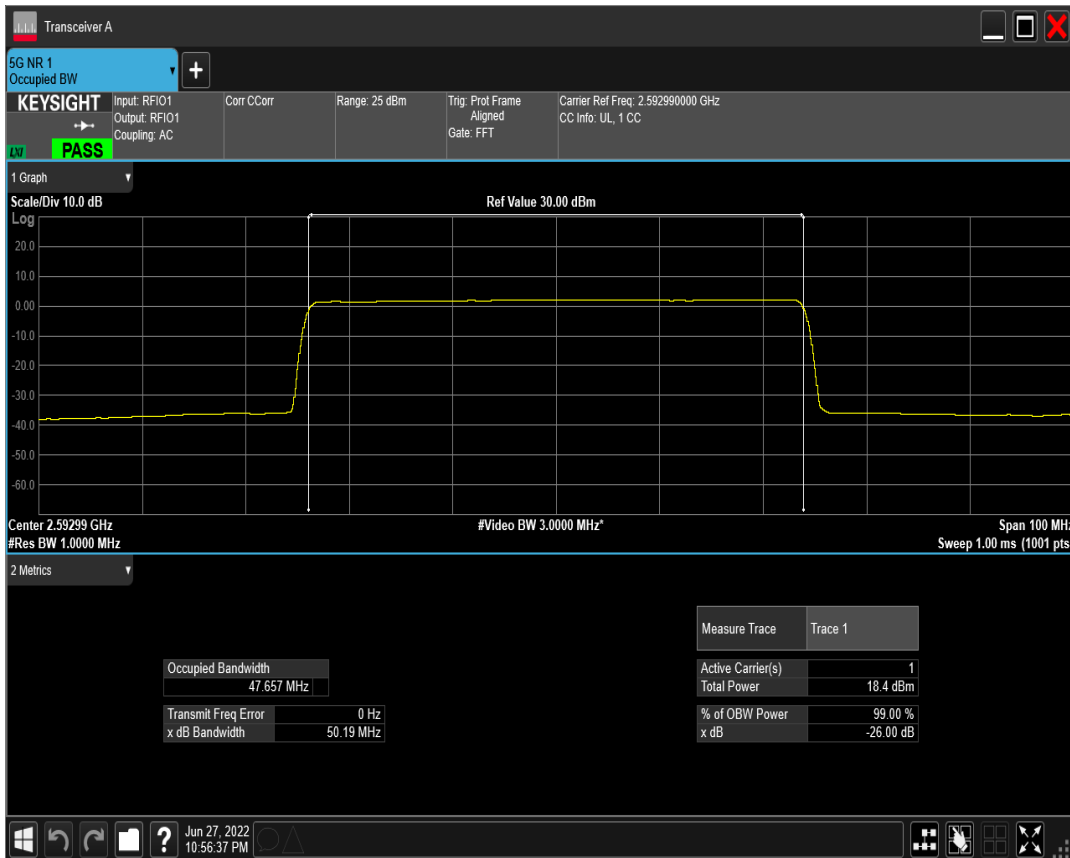 Transceiver A
5G NR 1
Occupied BW
+
KEYSIGHT
LXI PASS
Input: RFIO1
Output: RFIO1
Coupling: AC
Corr CCorr
Range: 25 dBm
Trig: Prot Frame
Aligned
Gate: FFT
Carrier Ref Freq: 2.592990000 GHz
CC Info: UL, 1 CC
1 Graph
Scale/Div 10.0 dB
Ref Value 30.00 dBm
Log
20.0
10.0
0.00
-10.0
-20.0
-30.0
-40.0
-50.0
-60.0
Center 2.59299 GHz
#Video BW 3.0000 MHz*
Span 100 MHz
#Res BW 1.0000 MHz
Sweep 1.00 ms (1001 pts
2 Metrics
Measure Trace Trace 1
Occupied Bandwidth
47.657 MHz
Transmit Freq Error 0 Hz
x dB Bandwidth 50.19 MHz
Active Carrier(s) 1
Total Power 18.4 dBm
% of OBW Power 99.00 %
x dB -26.00 dB
?
Jun 27, 2022
10:56:37 PM